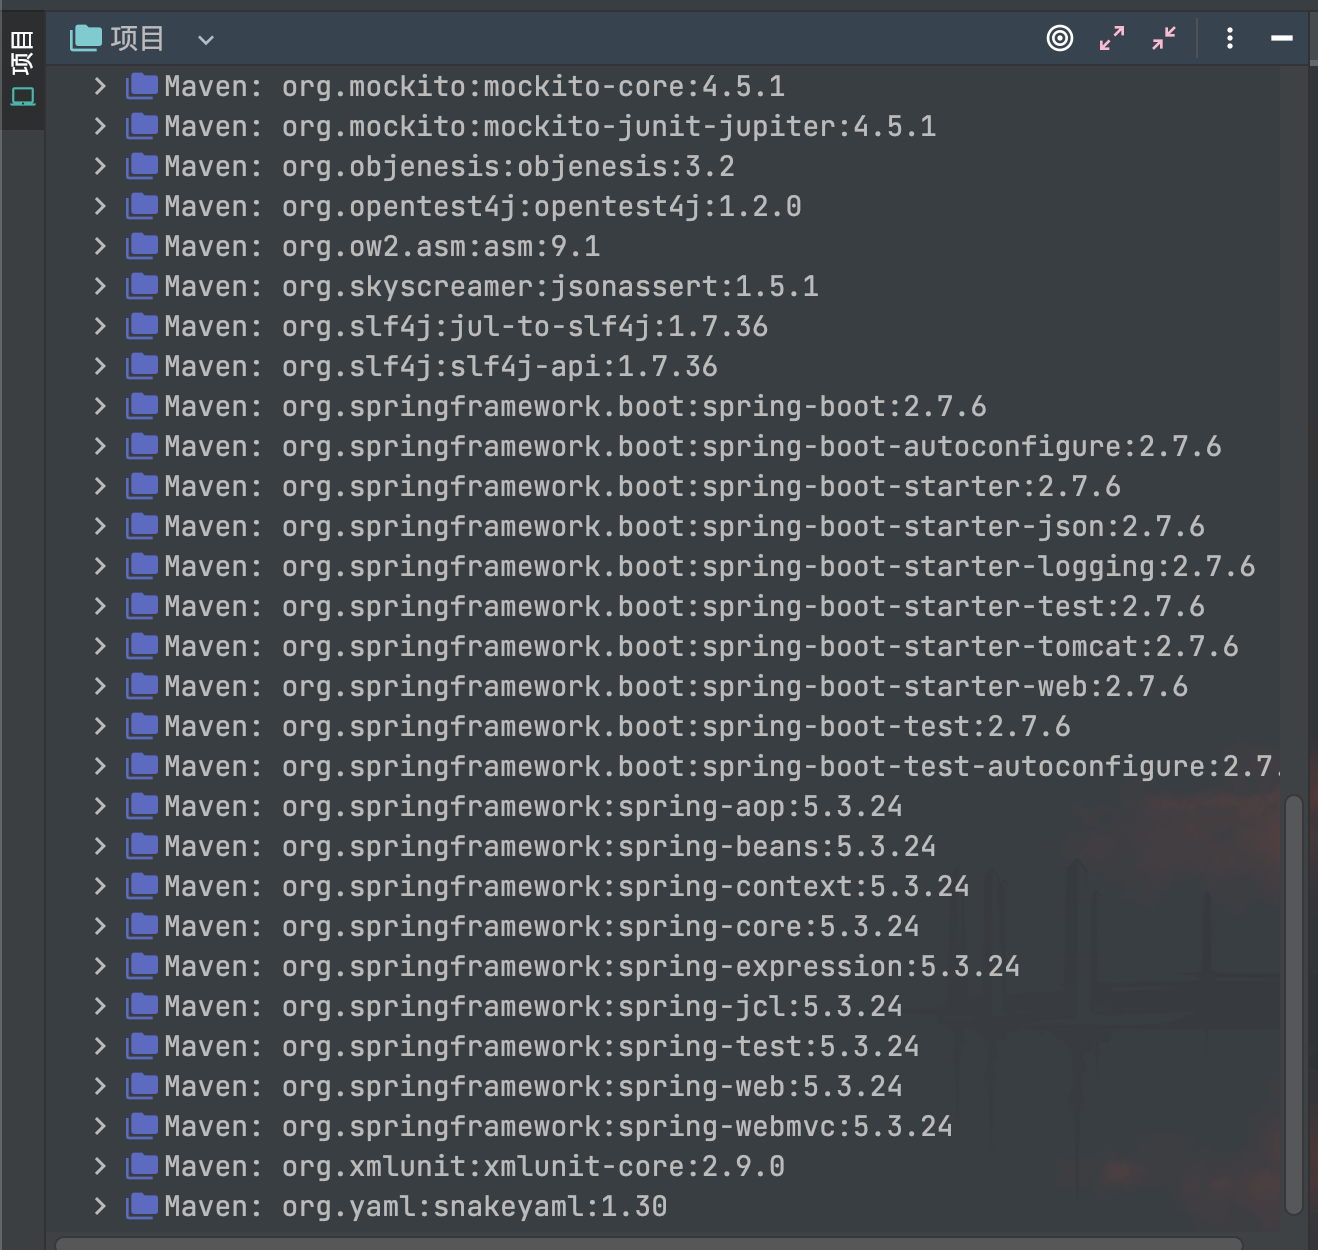 项目
项目
Maven: org.mockito:mockito-core:4.5.1
Maven: org.mockito:mockito-junit-jupiter:4.5.1
Maven: org.objenesis:objenesis:3.2
Maven: org.opentest4j:opentest4j:1.2.0
Maven: org.ow2.asm:asm:9.1
Maven: org.skyscreamer:jsonassert:1.5.1
Maven: org.slf4j:jul-to-slf4j:1.7.36
Maven: org.slf4j:slf4j-api:1.7.36
Maven: org.springframework.boot:spring-boot:2.7.6
Maven: org.springframework.boot:spring-boot-autoconfigure:2.7.6
Maven: org.springframework.boot:spring-boot-starter:2.7.6
Maven: org.springframework.boot:spring-boot-starter-json:2.7.6
Maven: org.springframework.boot:spring-boot-starter-logging:2.7.6
Maven: org.springframework.boot:spring-boot-starter-test:2.7.6
Maven: org.springframework.boot:spring-boot-starter-tomcat:2.7.6
Maven: org.springframework.boot:spring-boot-starter-web:2.7.6
Maven: org.springframework.boot:spring-boot-test:2.7.6
Maven: org.springframework.boot:spring-boot-test-autoconfigure:2.7.
Maven: org.springframework:spring-aop:5.3.24
Maven: org.springframework:spring-beans:5.3.24
Maven: org.springframework:spring-context:5.3.24
Maven: org.springframework:spring-core:5.3.24
Maven: org.springframework:spring-expression:5.3.24
Maven: org.springframework:spring-jcl:5.3.24
Maven: org.springframework:spring-test:5.3.24
Maven: org.springframework:spring-web:5.3.24
Maven: org.springframework:spring-webmvc:5.3.24
Maven: org.xmlunit:xmlunit-core:2.9.0
Maven: org.yaml:snakeyaml:1.30